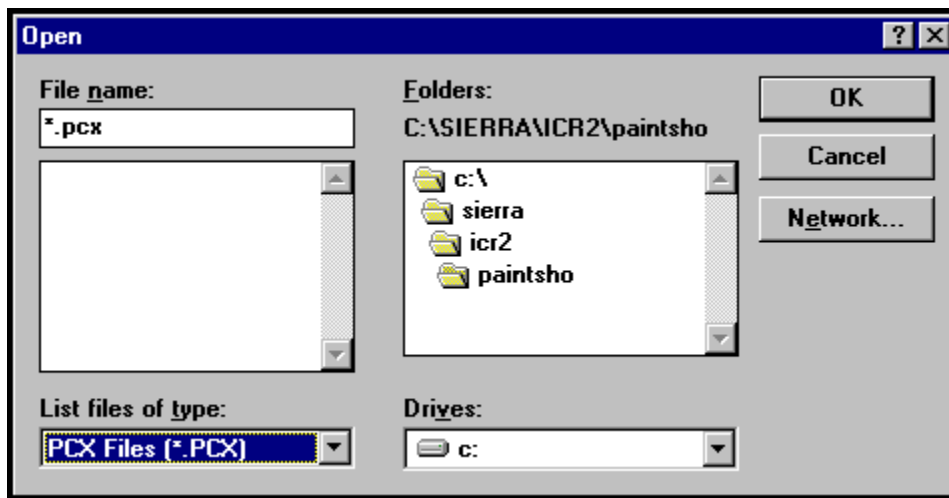 Open
File name:
*.pcx
Folders:
C:\SIERRA\ICR2\paintsho
c:\
sierra
icr2
paintsho
OK
Cancel
Network...
List files of type:
PCX Files (*.PCX)
Drives:
c: